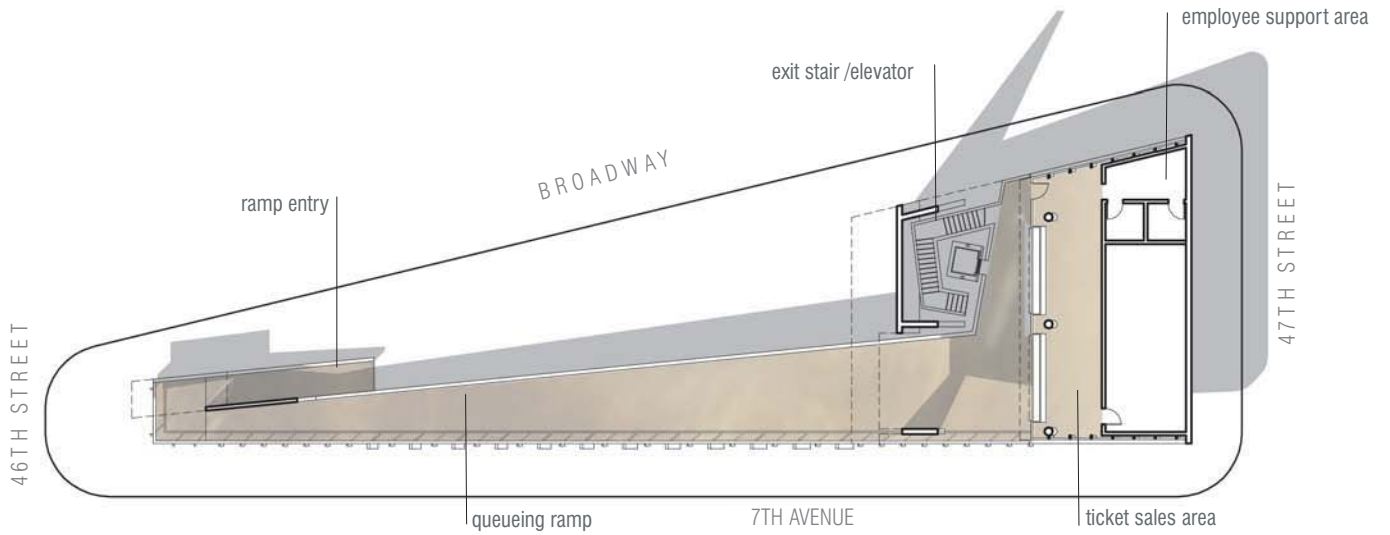 employee support area
exit stair /elevator
BROADWAY
ramp entry
47TH STREET
46TH STREET
queueing ramp
7TH AVENUE
ticket sales area